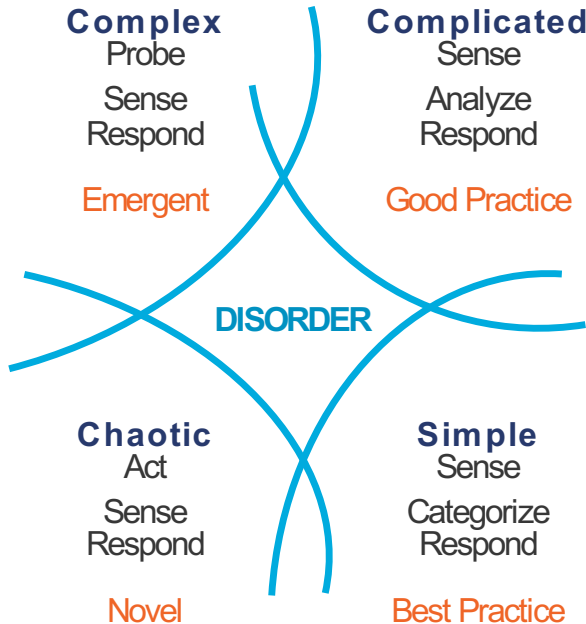 Complex
Probe
Sense
Respond
Emergent
Complicated
Sense
Analyze
Respond
Good Practice
DISORDER
Chaotic
Act
Sense
Respond
Novel
Simple
Sense
Categorize
Respond
Best Practice